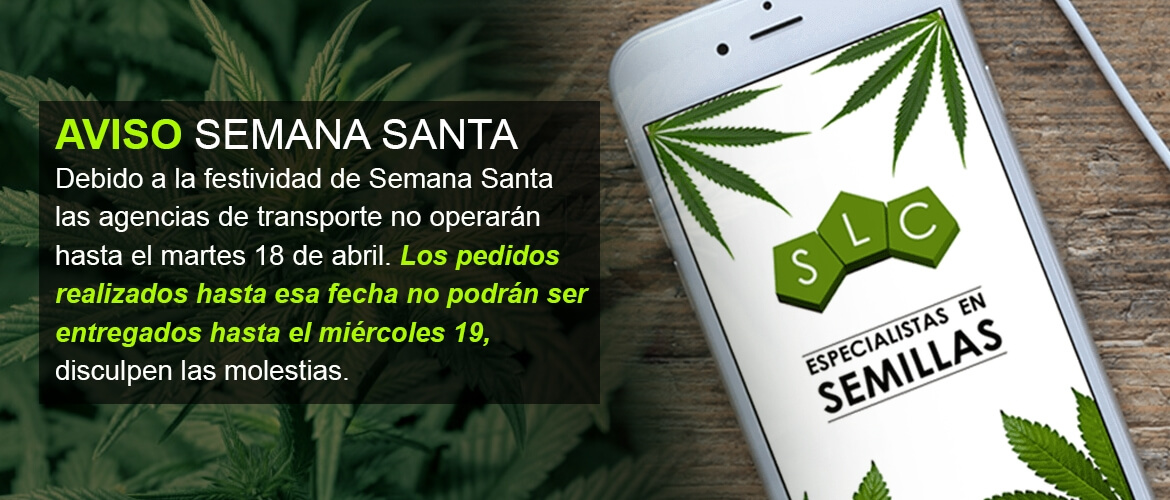 AVISO SEMANA SANTA
Debido a la festividad de Semana Santa
las agencias de transporte no operarán
hasta el martes 18 de abril. Los pedidos
realizados hasta esa fecha no podrán ser
entregados hasta el miércoles 19,
disculpen las molestias.
SLC
ESPECIALISTAS EN
SEMILLAS